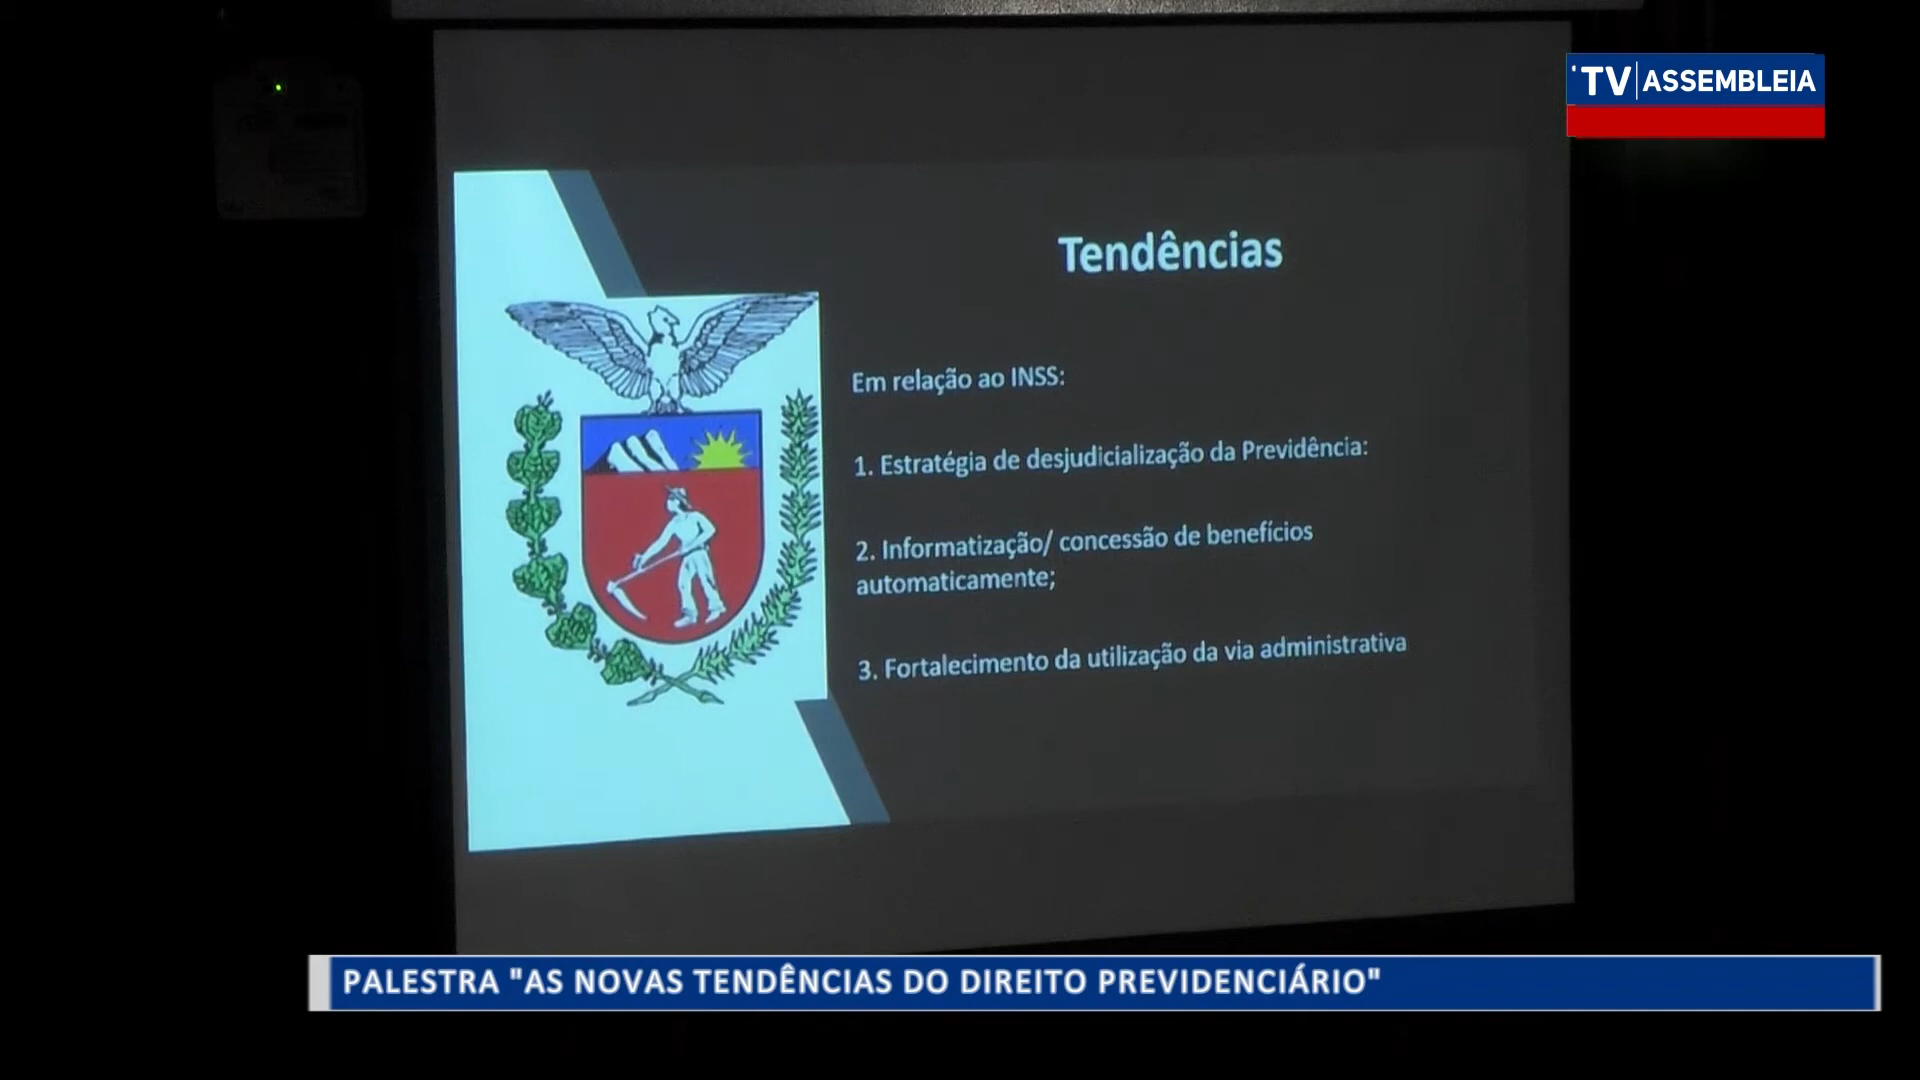 TV ASSEMBLEIA
Tendências
Em relação ao INSS:
1. Estratégia de desjudicialização da Previdência:
2. Informatização/ concessão de benefícios
automaticamente;
3. Fortalecimento da utilização da via administrativa
PALESTRA "AS NOVAS TENDÊNCIAS DO DIREITO PREVIDENCIÁRIO"